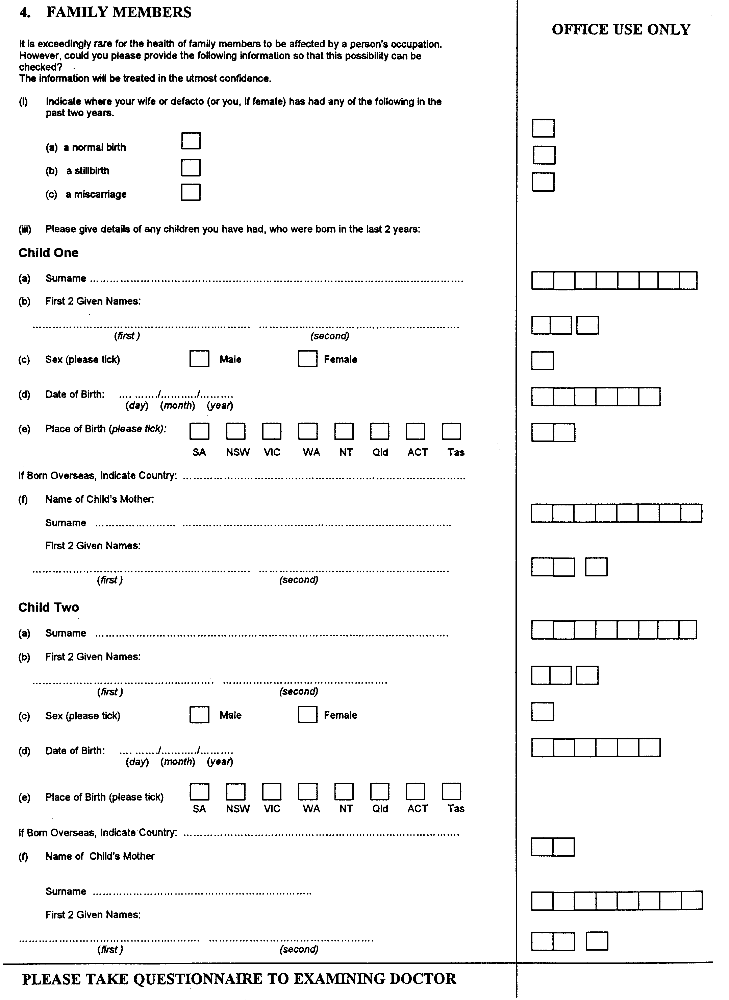 4. FAMILY MEMBERS
OFFICE USE ONLY
It is exceedingly rare for the health of family members to be affected by a person's occupation.
However, could you please provide the following information so that this possibility can be
checked?
The information will be treated in the utmost confidence.
(i) Indicate where your wife or defacto (or you, if female) has had any of the following in the
past two years.
(a) a normal birth
(b) a stillbirth
(c) a miscarriage
(iii) Please give details of any children you have had, who were born in the last 2 years:
Child One
(a) Surname ..........................................................................
(b) First 2 Given Names:
.......................................... ..........................................
(first ) (second)
(c) Sex (please tick) Male Female
(d) Date of Birth: .... ......./.........../..........
(day) (month) (year)
(e) Place of Birth (please tick):
SA NSW VIC WA NT Qld ACT Tas
If Born Overseas, Indicate Country: ..........................................................
(f) Name of Child's Mother:
Surname ....................... ..........................................................
First 2 Given Names:
.......................................... ..........................................
(first ) (second)
Child Two
(a) Surname ..........................................................................
(b) First 2 Given Names:
.......................................... ..........................................
(first ) (second)
(c) Sex (please tick) Male Female
(d) Date of Birth: .... ......./.........../..........
(day) (month) (year)
(e) Place of Birth (please tick)
SA NSW VIC WA NT Qld ACT Tas
If Born Overseas, Indicate Country: ..........................................................
(f) Name of Child's Mother
Surname ..........................................................
First 2 Given Names:
.......................................... ..........................................
(first ) (second)
PLEASE TAKE QUESTIONNAIRE TO EXAMINING DOCTOR